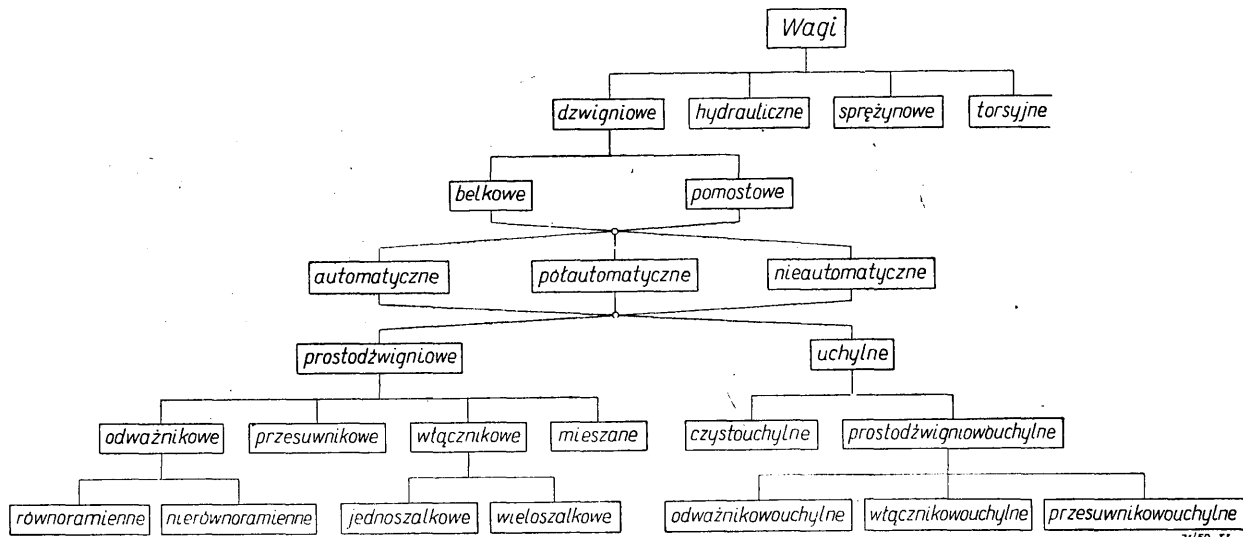 Wagi
dzwigniowe
hydrauliczne
sprężynowe
torsyjne
belkowe
pomostowe
automatyczne
półautomatyczne
nieautomatyczne
prostodźwigniowe
uchylne
odważnikowe
przesuwnikowe
włącznikowe
mieszane
czystouchylne
prostodźwigniowouchylne
równoramienne
nierównoramienne
jednoszalkowe
wieloszalkowe
odważnikowouchylne
włącznikowouchylne
przesuwnikowouchylne